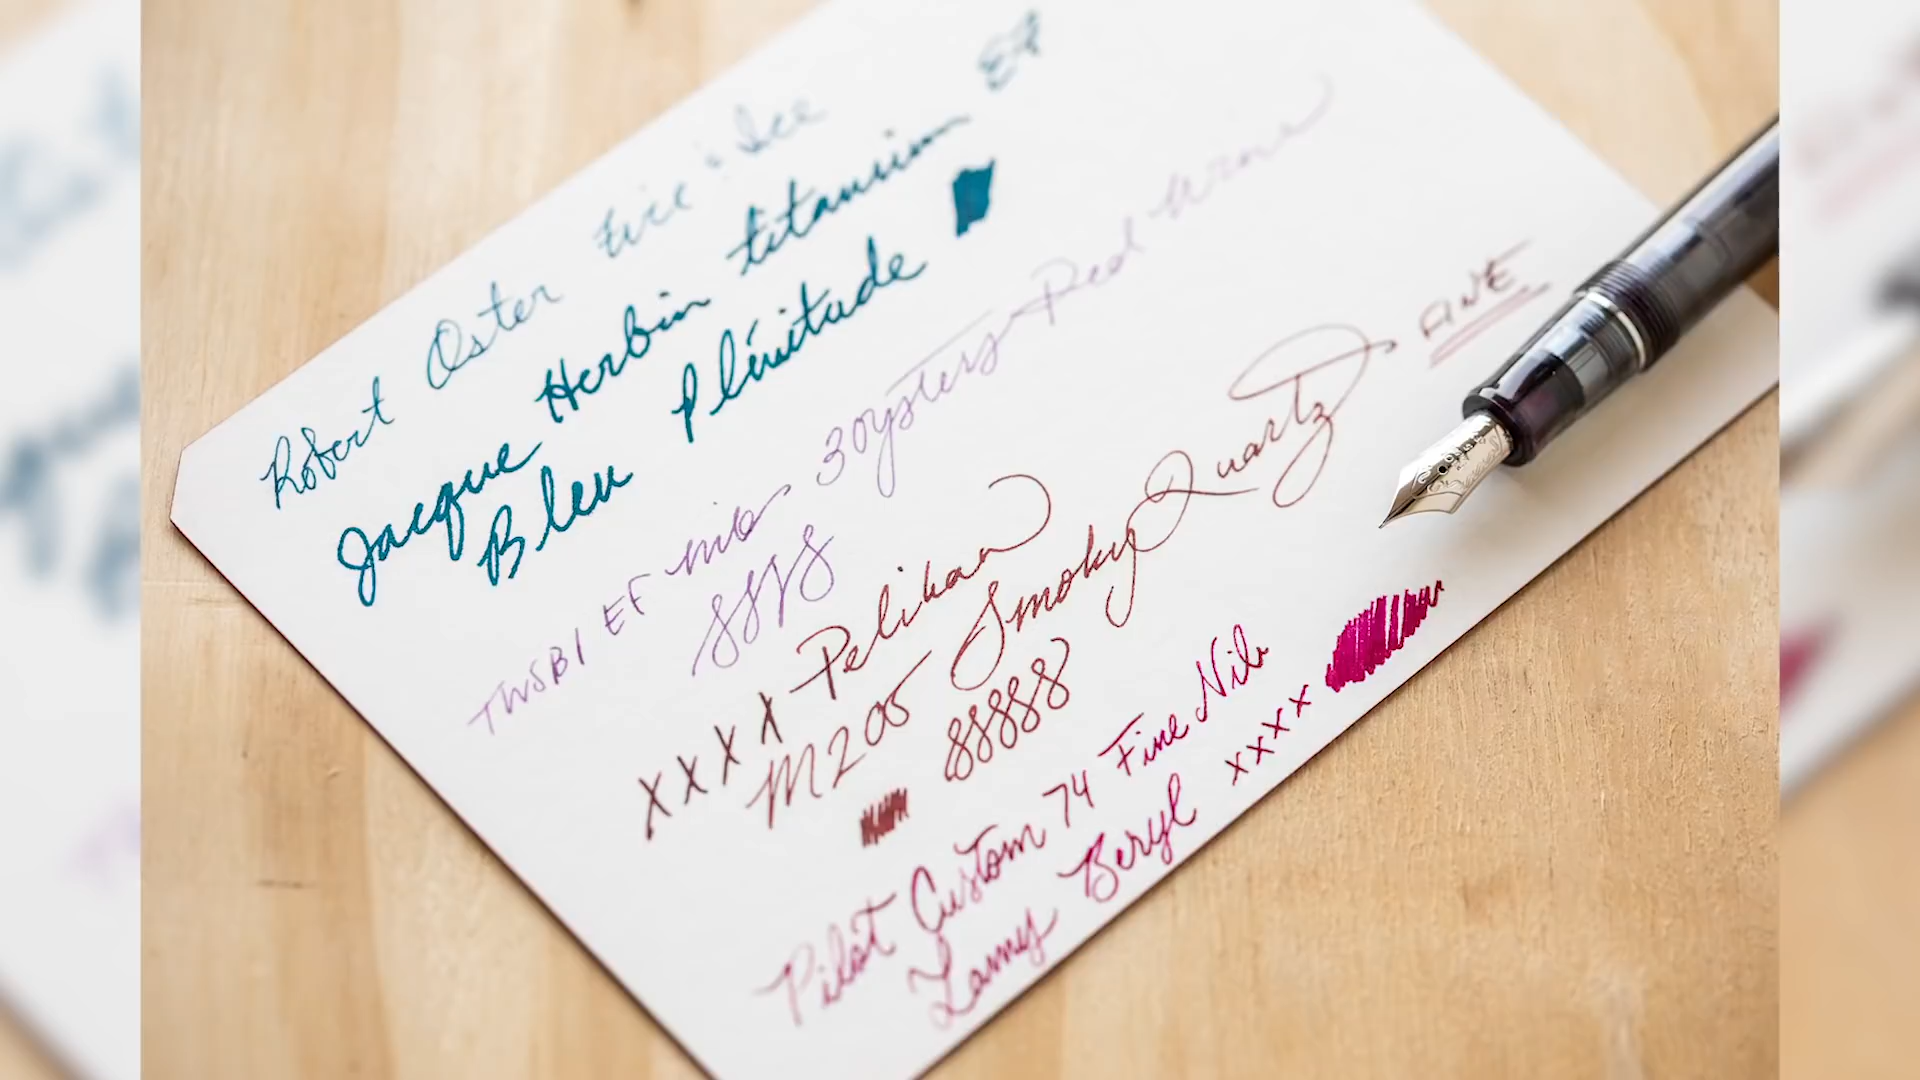 Robert Oster Fire & Ice
Jacque Herbin titanium EF
Bleu Plénitude
TWSBI EF nib 3 Oysters Red Wine
8888
xxxx Pelikan
M205 Smoky Quartz FINE
88888
Pilot Custom 74 Fine Nib
Lamy Beryl xxxx